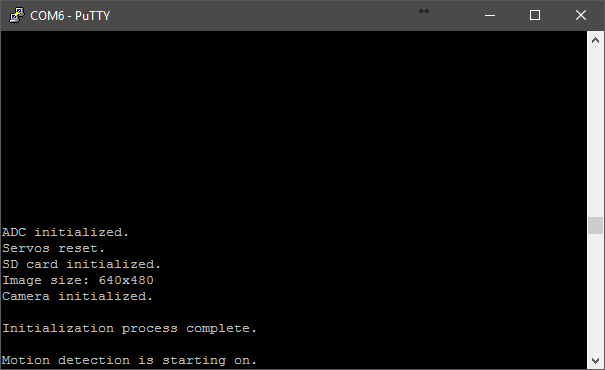 COM6 - PuTTY
ADC initialized.
Servos reset.
SD card initialized.
Image size: 640x480
Camera initialized.
Initialization process complete.
Motion detection is starting on.